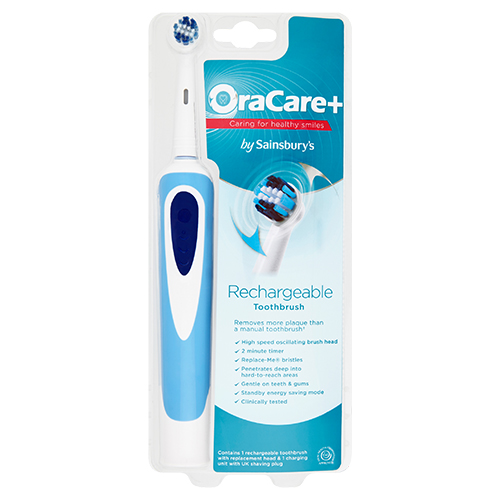 OraCare+
Caring for healthy smiles
by Sainsbury's
Rechargeable
Toothbrush
Removes more plaque than
a manual toothbrush†
✓ High speed oscillating brush head
✓ 2 minute timer
✓ Replace-Me® bristles
✓ Penetrates deep into
hard-to-reach areas
✓ Gentle on teeth & gums
✓ Standby energy saving mode
✓ Clinically tested
Contains 1 rechargeable toothbrush
with replacement head & 1 charging
unit with UK shaving plug